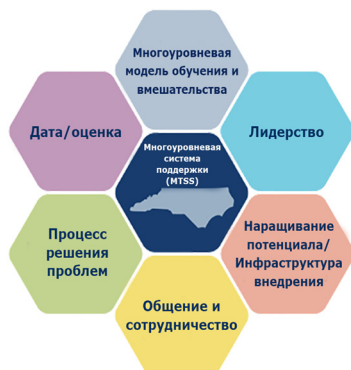 Многоуровневая
модель обучения и
вмешательства
Дата/оценка
Лидерство
Многоуровневая
система
поддержки
(MTSS)
Процесс
решения
проблем
Наращивание
потенциала/
Инфраструктура
внедрения
Общение и
сотрудничество